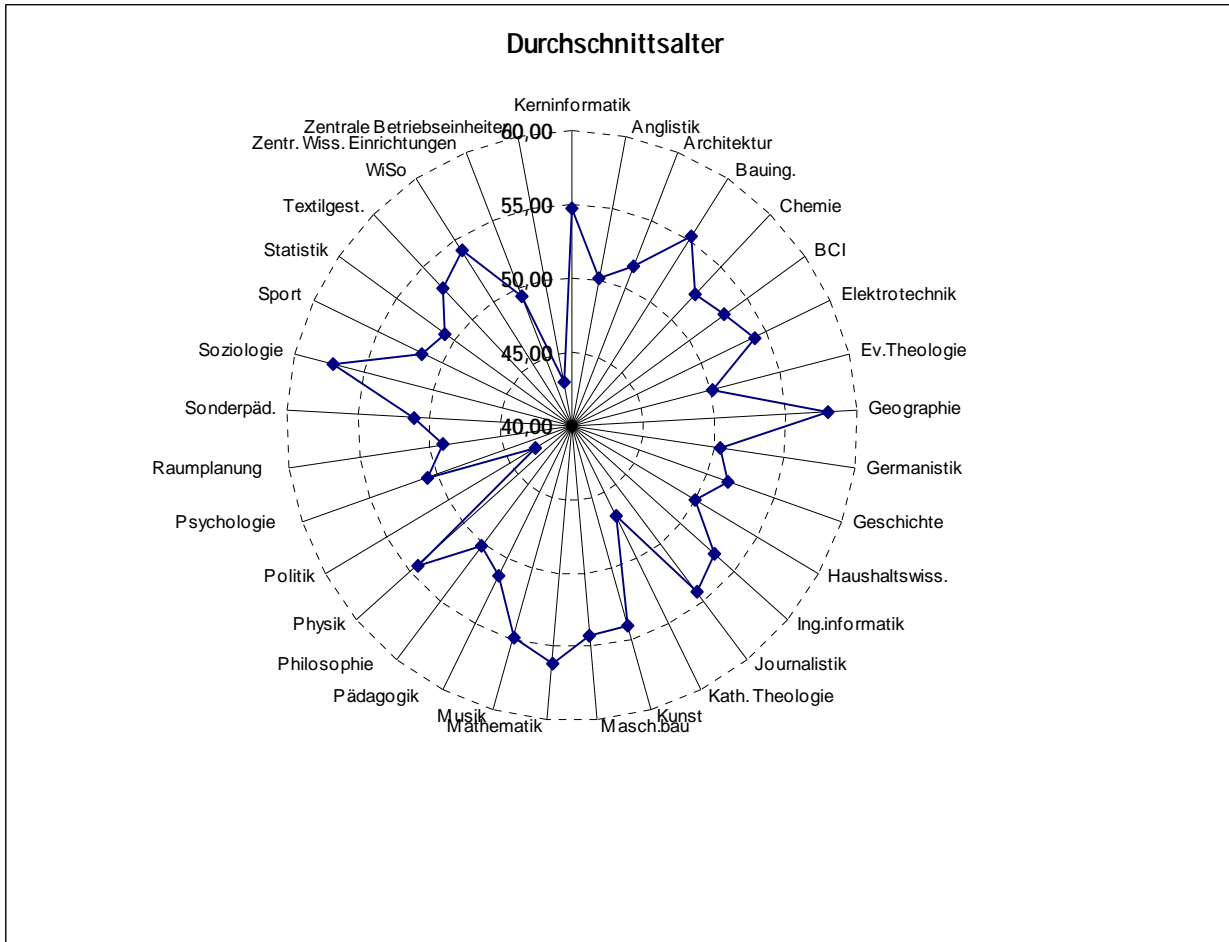 Durchschnittsalter
Kerninformatik
Anglistik
Architektur
Bauing.
Chemie
BCI
Elektrotechnik
Ev.Theologie
Geographie
Germanistik
Geschichte
Haushaltswiss.
Ing.informatik
Journalistik
Kath. Theologie
Kunst
Masch.bau
Mathematik
Musik
Pädagogik
Philosophie
Physik
Politik
Psychologie
Raumplanung
Sonderpäd.
Soziologie
Sport
Statistik
Textilgest.
WiSo
Zentr. Wiss. Einrichtungen
Zentrale Betriebseinheiten
60,00
55,00
50,00
45,00
40,00